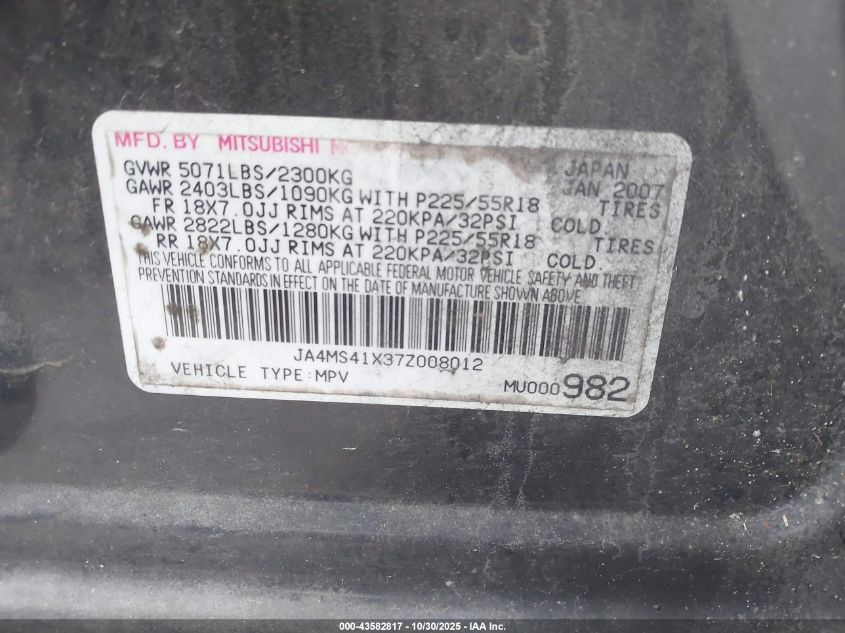 MFD. BY MITSUBISHI
JAPAN
GVWR 5071LBS/2300KG
JAN 2007
GAWR 2403LBS/1090KG WITH P225/55R18 TIRES
FR 18X7.0JJ RIMS AT 220KPA/32PSI COLD.
GAWR 2822LBS/1280KG WITH P225/55R18 TIRES
RR 18X7.0JJ RIMS AT 220KPA/32PSI COLD.
THIS VEHICLE CONFORMS TO ALL APPLICABLE FEDERAL MOTOR VEHICLE SAFETY AND THEFT
PREVENTION STANDARDS IN EFFECT ON THE DATE OF MANUFACTURE SHOWN ABOVE.
JA4MS41X37Z008012
VEHICLE TYPE:MPV
MU000982
000-43582817 - 10/30/2025 - IAA Inc.